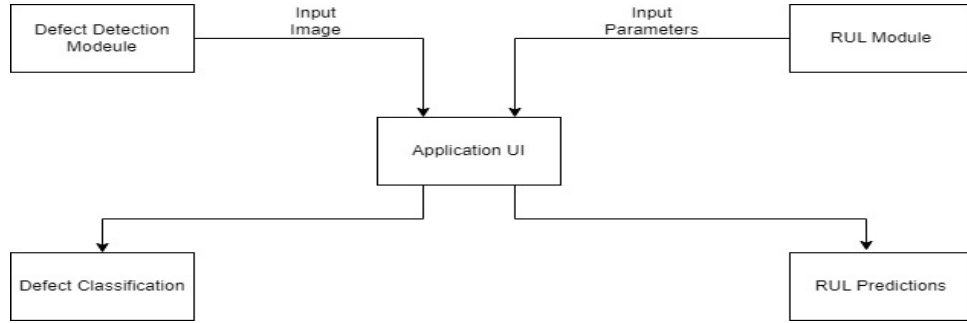 Defect Detection
Modeule
Input
Image
Input
Parameters
RUL Module
Application UI
Defect Classification
RUL Predictions